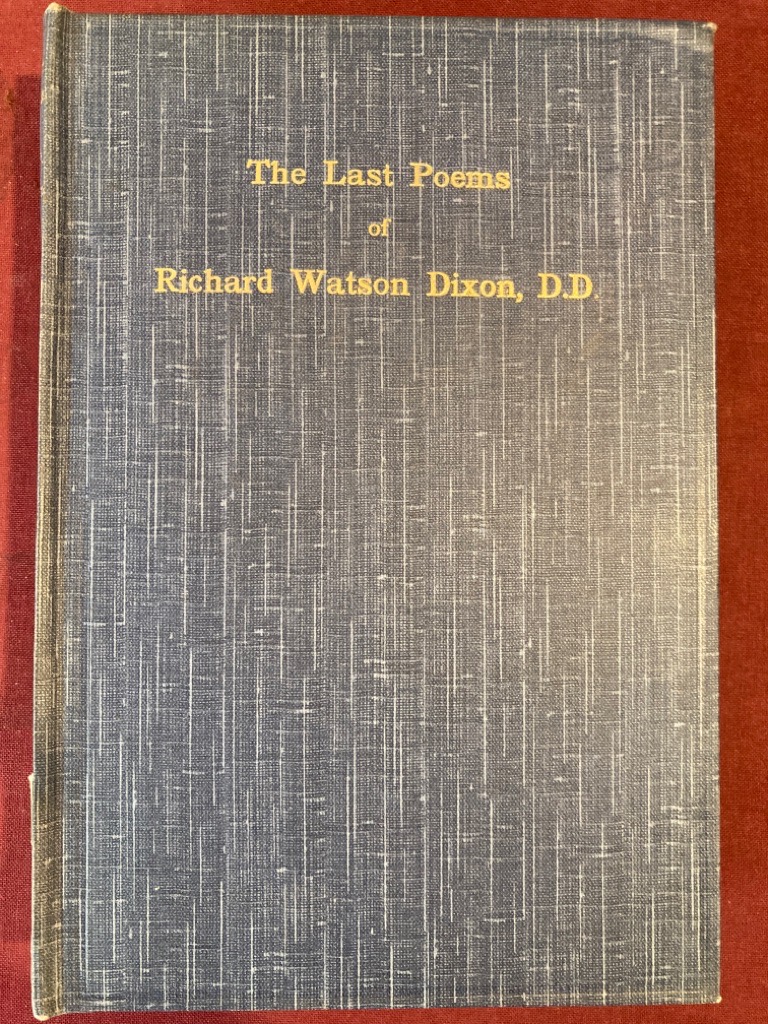 The Last Poems
of
Richard Watson Dixon, D.D.